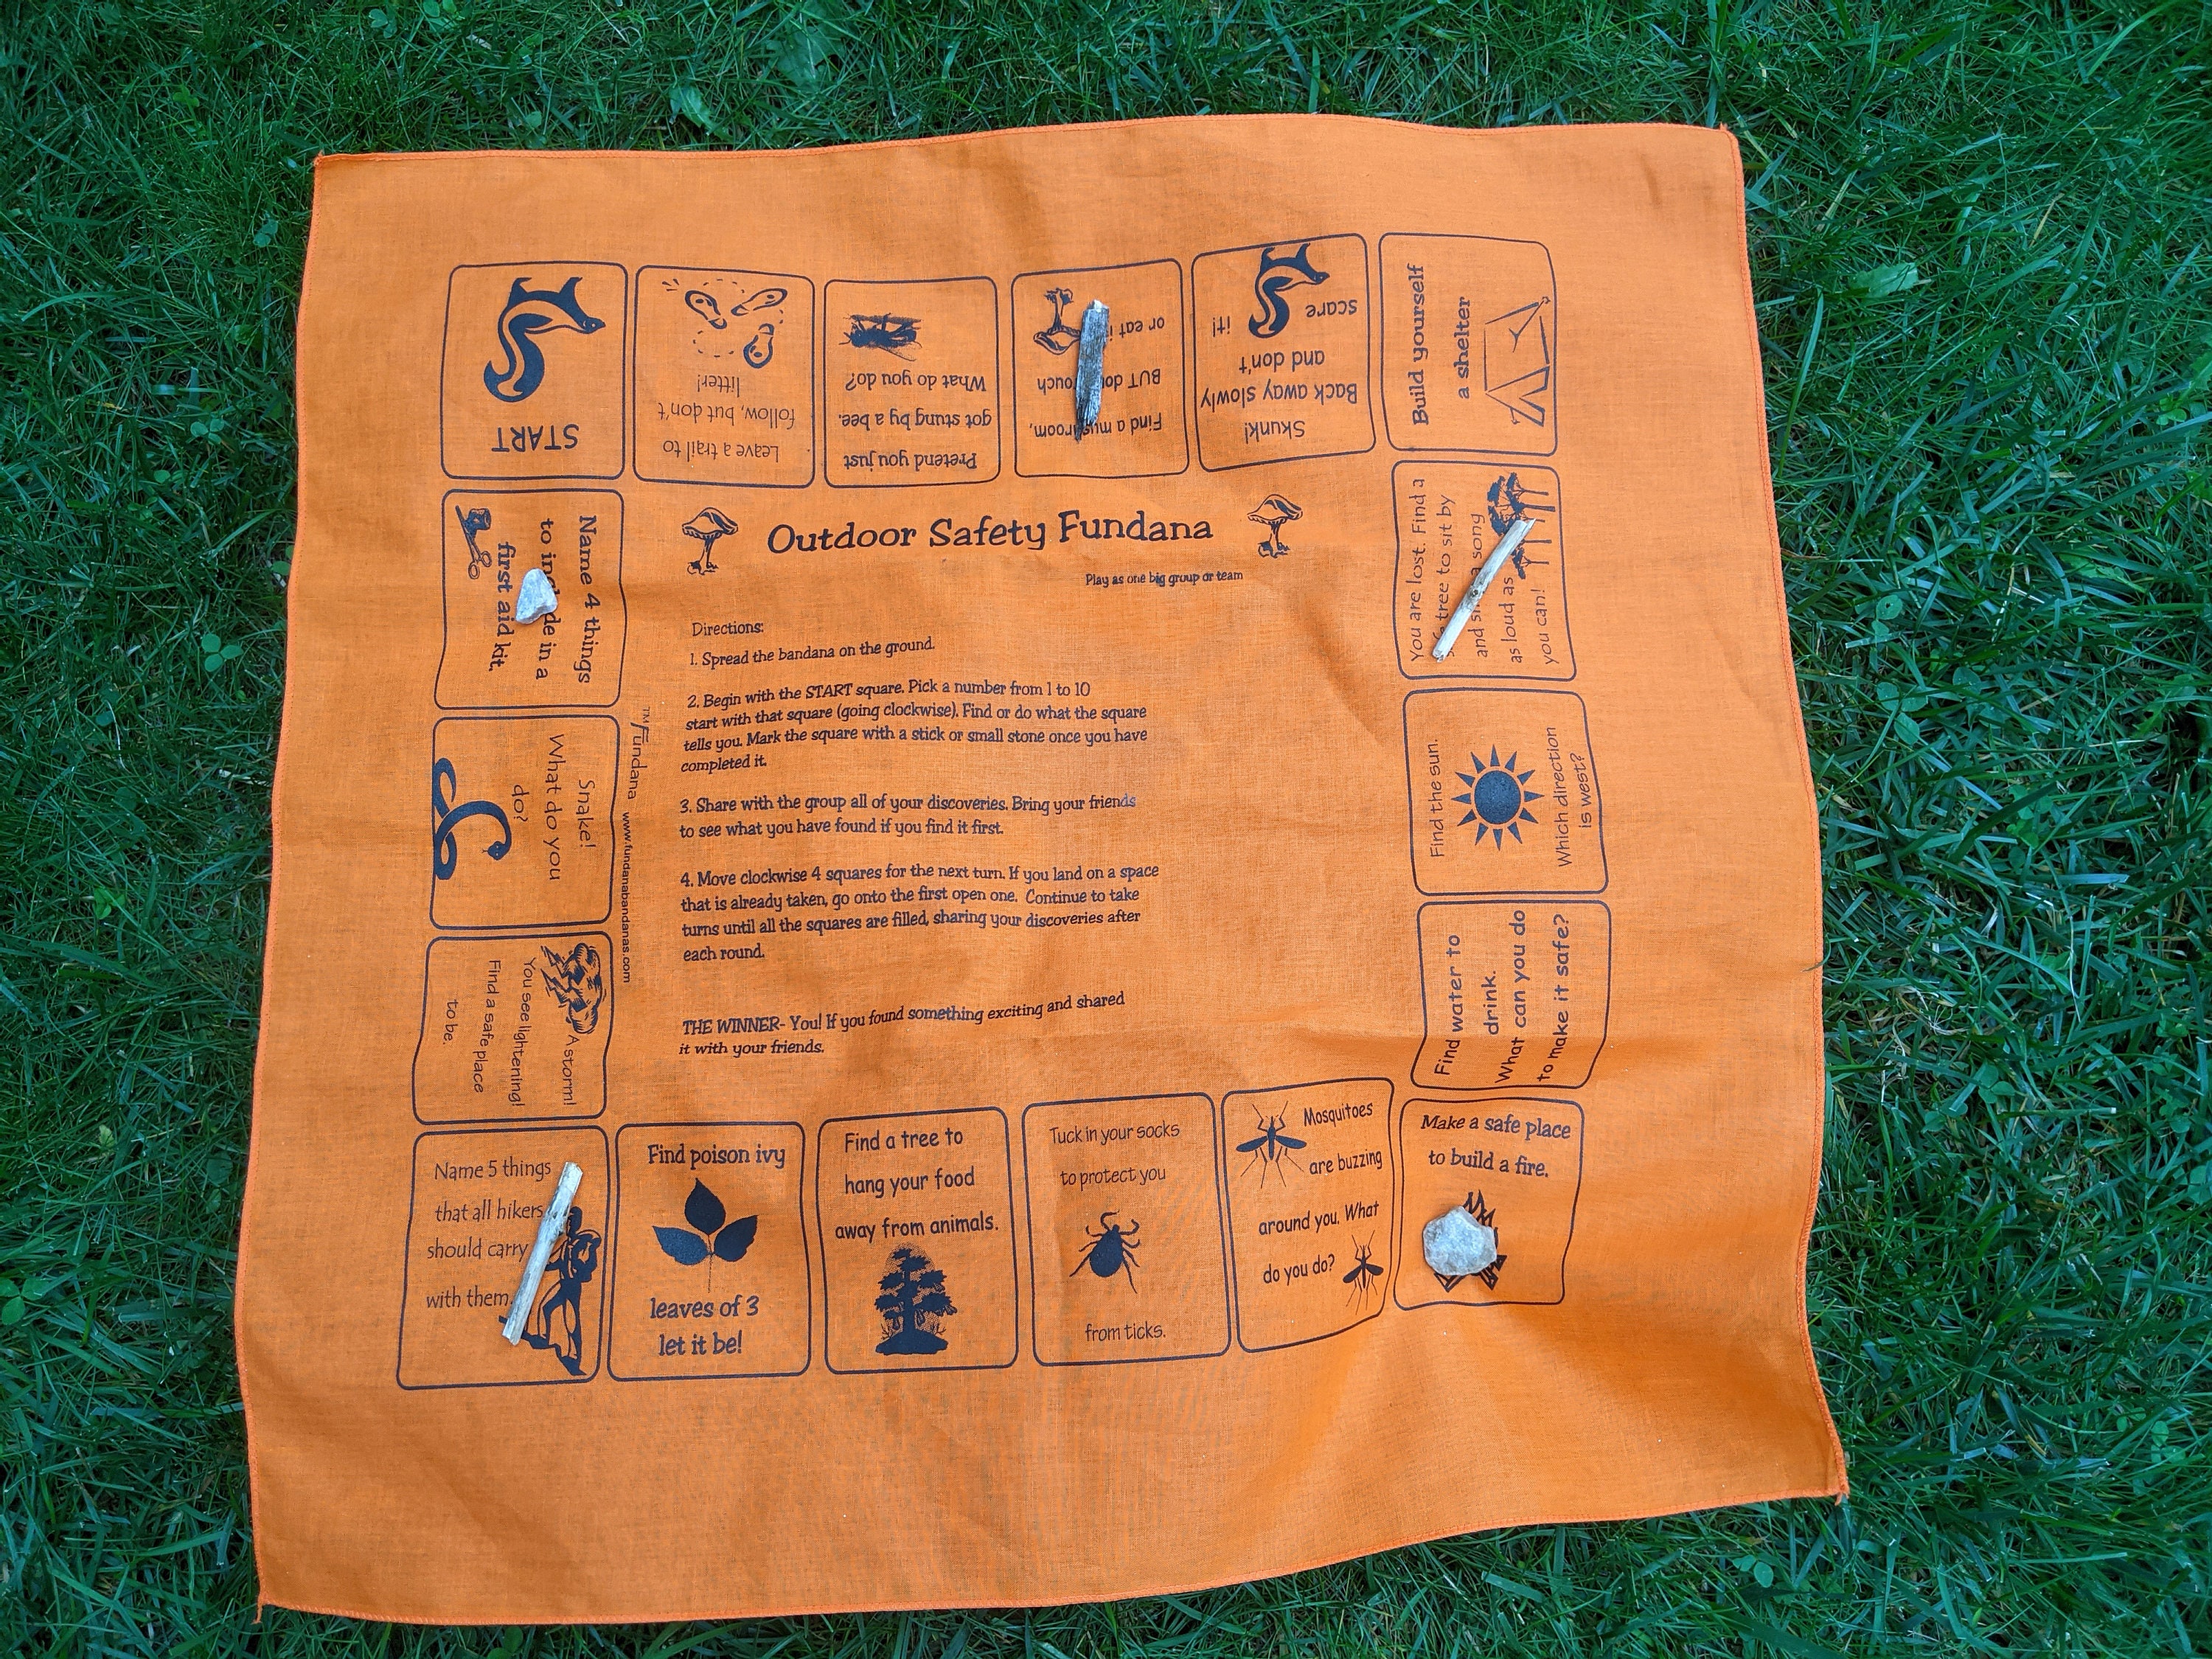 START
Leave a trail to
follow, but don't
litter!
Pretend you just
got stung by a bee.
What do you do?
Find a
BUT
or eat
Skunk!
Back away slowly
and don't
scare
it!
Build yourself
a shelter
You are lost. Find a
tree to sit by
and a song
as loud as
you can!
Find the sun.
Which direction
is west?
Find water to
drink.
What can you do
to make it safe?
Make a safe place
to build a fire.
Mosquitoes
are buzzing
around you. What
do you do?
Tuck in your socks
to protect you
from ticks.
Find a tree to
hang your food
away from animals.
Find poison ivy
leaves of 3
let it be!
Name 5 things
that all hikers
should carry
with them.
A storm!
You see lightening!
Find a safe place
to be.
Snake!
What do you
do?
Name 4 things
to in a
first aid kit.
Outdoor Safety Fundana
Play as one big group or team
Directions:
1. Spread the bandana on the ground.
2. Begin with the START square. Pick a number from 1 to 10
start with that square (going clockwise). Find or do what the square
tells you. Mark the square with a stick or small stone once you have
completed it.
3. Share with the group all of your discoveries. Bring your friends
to see what you have found if you find it first.
4. Move clockwise 4 squares for the next turn. If you land on a space
that is already taken, go onto the first open one. Continue to take
turns until all the squares are filled, sharing your discoveries after
each round.
THE WINNER- You! If you found something exciting and shared
it with your friends.
™Fundana www.fundanabandanas.com